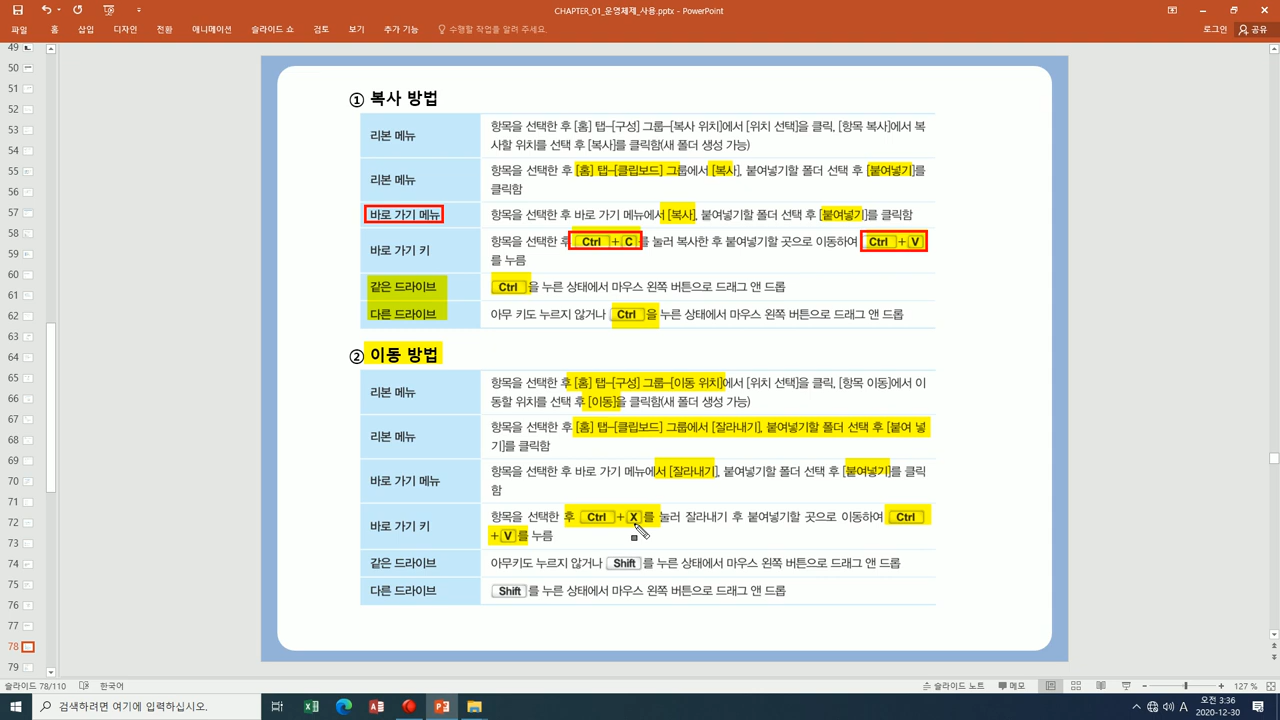 CHAPTER_01_운영체제_사용.pptx - PowerPoint
파일 홈 삽입 디자인 전환 애니메이션 슬라이드 쇼 검토 보기 추가 기능 수행할 작업을 알려 주세요. 로그인 공유
49
50
51
52
53
54
55
56
57
58
59
60
61
62
63
64
65
66
67
68
69
70
71
72
73
74
75
76
77
78
79
① 복사 방법
리본 메뉴
항목을 선택한 후 [홈] 탭-[구성] 그룹-[복사 위치]에서 [위치 선택]을 클릭, [항목 복사]에서 복
사할 위치를 선택 후 [복사]를 클릭함(새 폴더 생성 가능)
리본 메뉴
항목을 선택한 후 [홈] 탭-[클립보드] 그룹에서 [복사], 붙여넣기할 폴더 선택 후 [붙여넣기]를
클릭함
바로 가기 메뉴
항목을 선택한 후 바로 가기 메뉴에서 [복사], 붙여넣기할 폴더 선택 후 [붙여넣기]를 클릭함
바로 가기 키
항목을 선택한 후 Ctrl + C 를 눌러 복사한 후 붙여넣기할 곳으로 이동하여 Ctrl + V
를 누름
같은 드라이브
Ctrl 을 누른 상태에서 마우스 왼쪽 버튼으로 드래그 앤 드롭
다른 드라이브
아무 키도 누르지 않거나 Ctrl 을 누른 상태에서 마우스 왼쪽 버튼으로 드래그 앤 드롭
② 이동 방법
리본 메뉴
항목을 선택한 후 [홈] 탭-[구성] 그룹-[이동 위치]에서 [위치 선택]을 클릭, [항목 이동]에서 이
동할 위치를 선택 후 [이동]을 클릭함(새 폴더 생성 가능)
리본 메뉴
항목을 선택한 후 [홈] 탭-[클립보드] 그룹에서 [잘라내기], 붙여넣기할 폴더 선택 후 [붙여 넣
기]를 클릭함
바로 가기 메뉴
항목을 선택한 후 바로 가기 메뉴에서 [잘라내기], 붙여넣기할 폴더 선택 후 [붙여넣기]를 클릭
함
바로 가기 키
항목을 선택한 후 Ctrl + X 를 눌러 잘라내기 후 붙여넣기할 곳으로 이동하여 Ctrl
+ V 를 누름
같은 드라이브
아무키도 누르지 않거나 Shift 를 누른 상태에서 마우스 왼쪽 버튼으로 드래그 앤 드롭
다른 드라이브
Shift 를 누른 상태에서 마우스 왼쪽 버튼으로 드래그 앤 드롭
슬라이드 78/110 한국어 슬라이드 노트 메모 127 %
검색하려면 여기에 입력하십시오. A 오전 3:36
2020-12-30